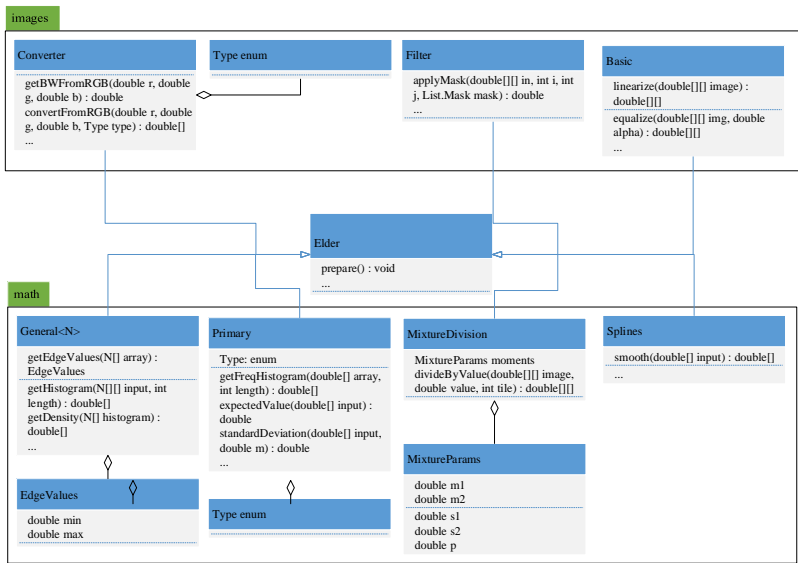 images
Converter
getBWFromRGB(double r, double
g, double b) : double
convertFromRGB(double r, double
g, double b, Type type) : double[]
...
Type enum
Filter
applyMask(double[][] in, int i, int
j, List.Mask mask) : double
...
Basic
linearize(double[][] image) :
double[][]
equalize(double[][] img, double
alpha) : double[][]
...
Elder
prepare() : void
...
math
General<N>
getEdgeValues(N[] array) :
EdgeValues
getHistogram(N[][] input, int
length) : double[]
getDensity(N[] histogram) :
double[]
...
EdgeValues
double min
double max
Primary
Type: enum
getFreqHistogram(double[] array,
int length) : double[]
expectedValue(double[] input) :
double
standardDeviation(double[] input,
double m) : double
...
Type enum
MixtureDivision
MixtureParams moments
divideByValue(double[][] image,
double value, int tile) : double[][]
MixtureParams
double m1
double m2
double s1
double s2
double p
Splines
smooth(double[] input) : double[]
...